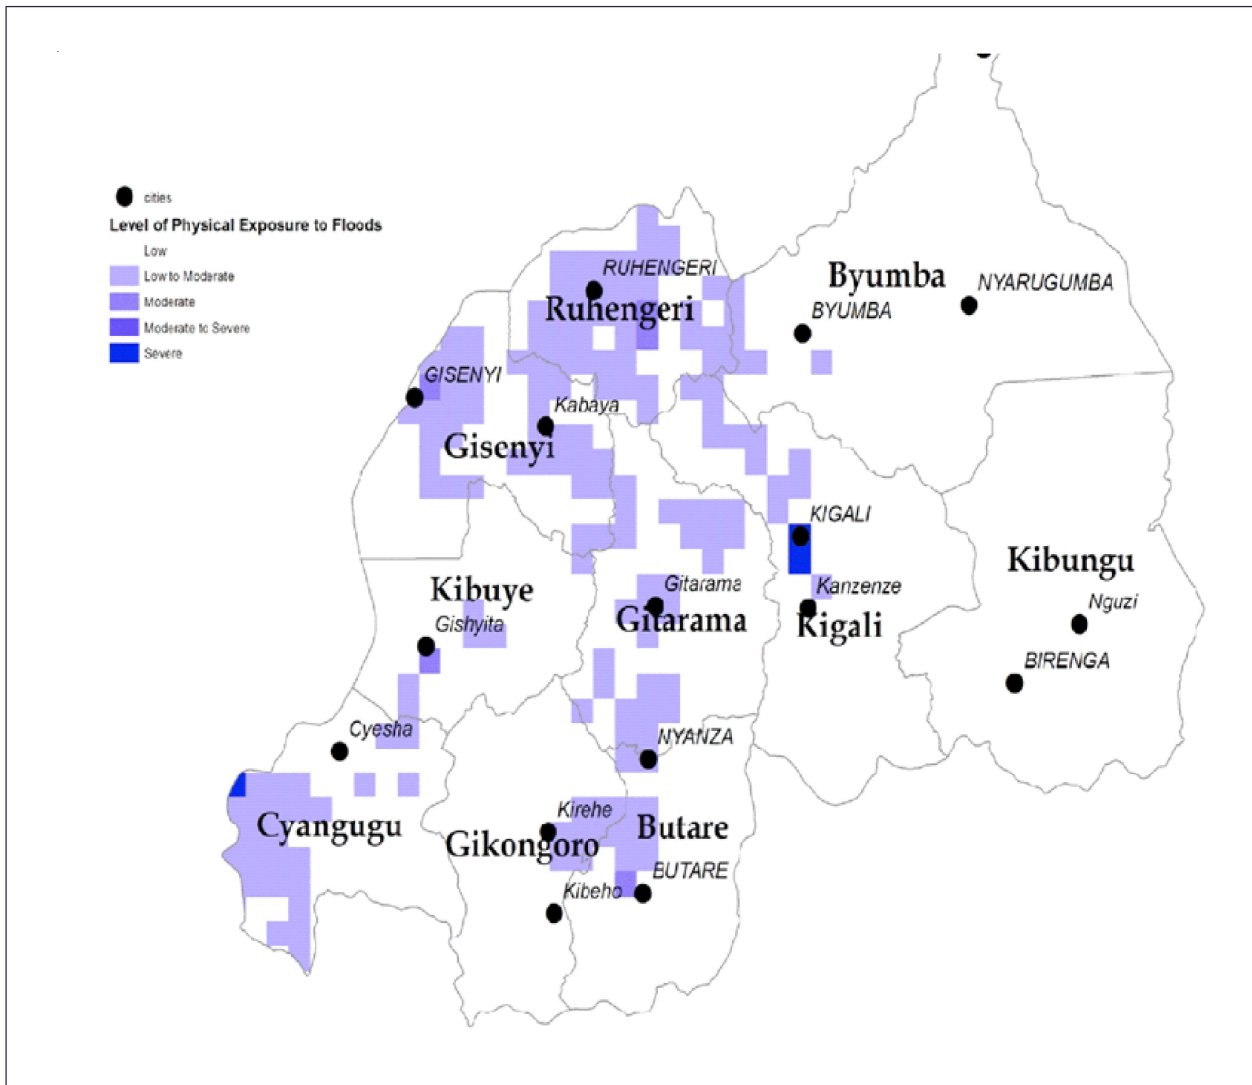 cities
Level of Physical Exposure to Floods
Low
Low to Moderate
Moderate
Moderate to Severe
Severe
RUHENGERI
Ruhengeri
Byumba
NYARUGUMBA
BYUMBA
GISENYI
Kabaya
Gisenyi
KIGALI
Kibungu
Kibuye
Gitarama
Kanzenze
Nguzi
Gishyita
Gitarama
Kigali
BIRENGA
Cyesha
NYANZA
Cyangugu
Kirehe
Butare
Gikongoro
BUTARE
Kibeho